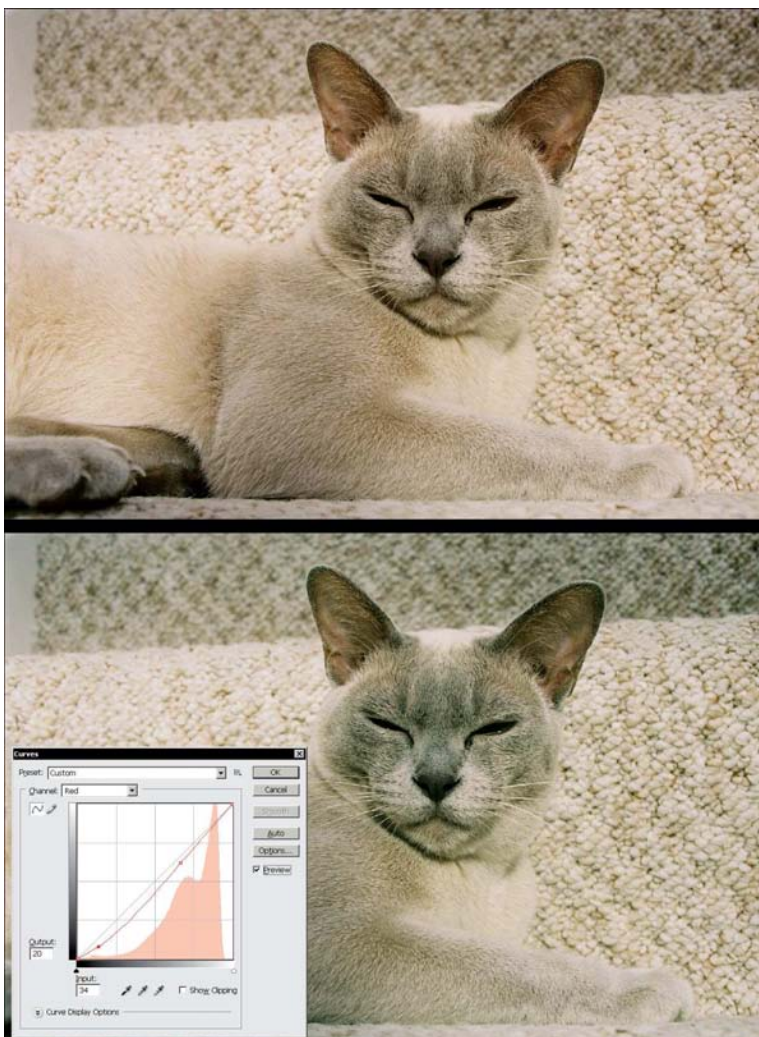 Curves
Preset: Custom
OK
Channel: Red
Cancel
Smooth
Auto
Options...
Preview
Output:
20
Input:
34
Show Clipping
Curve Display Options